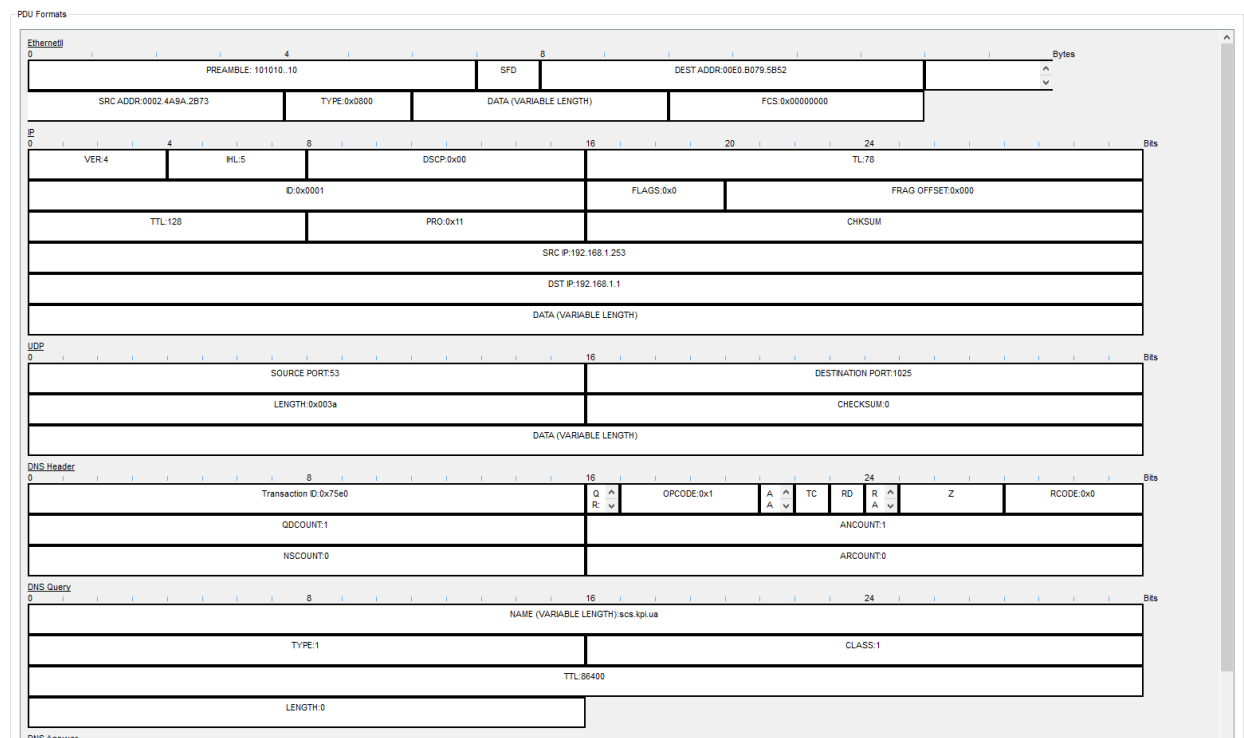 PDU Formats
EthernetII
0 4 8 Bytes
PREAMBLE: 101010..10 SFD DEST ADDR:00E0.B079.5B52
SRC ADDR:0002.4A9A.2B73 TYPE:0x0800 DATA (VARIABLE LENGTH) FCS:0x00000000
IP
0 4 8 16 20 24 Bits
VER:4 IHL:5 DSCP:0x00 TL:78
ID:0x0001 FLAGS:0x0 FRAG OFFSET:0x000
TTL:128 PRO:0x11 CHKSUM
SRC IP:192.168.1.253
DST IP:192.168.1.1
DATA (VARIABLE LENGTH)
UDP
0 16 Bits
SOURCE PORT:53 DESTINATION PORT:1025
LENGTH:0x003a CHECKSUM:0
DATA (VARIABLE LENGTH)
DNS Header
0 8 16 24 Bits
Transaction ID:0x75e0 Q R: OPCODE:0x1 A A TC RD R A Z RCODE:0x0
QDCOUNT:1 ANCOUNT:1
NSCOUNT:0 ARCOUNT:0
DNS Query
0 8 16 24 Bits
NAME (VARIABLE LENGTH):scs.kpi.ua
TYPE:1 CLASS:1
TTL:86400
LENGTH:0
DNS Answer